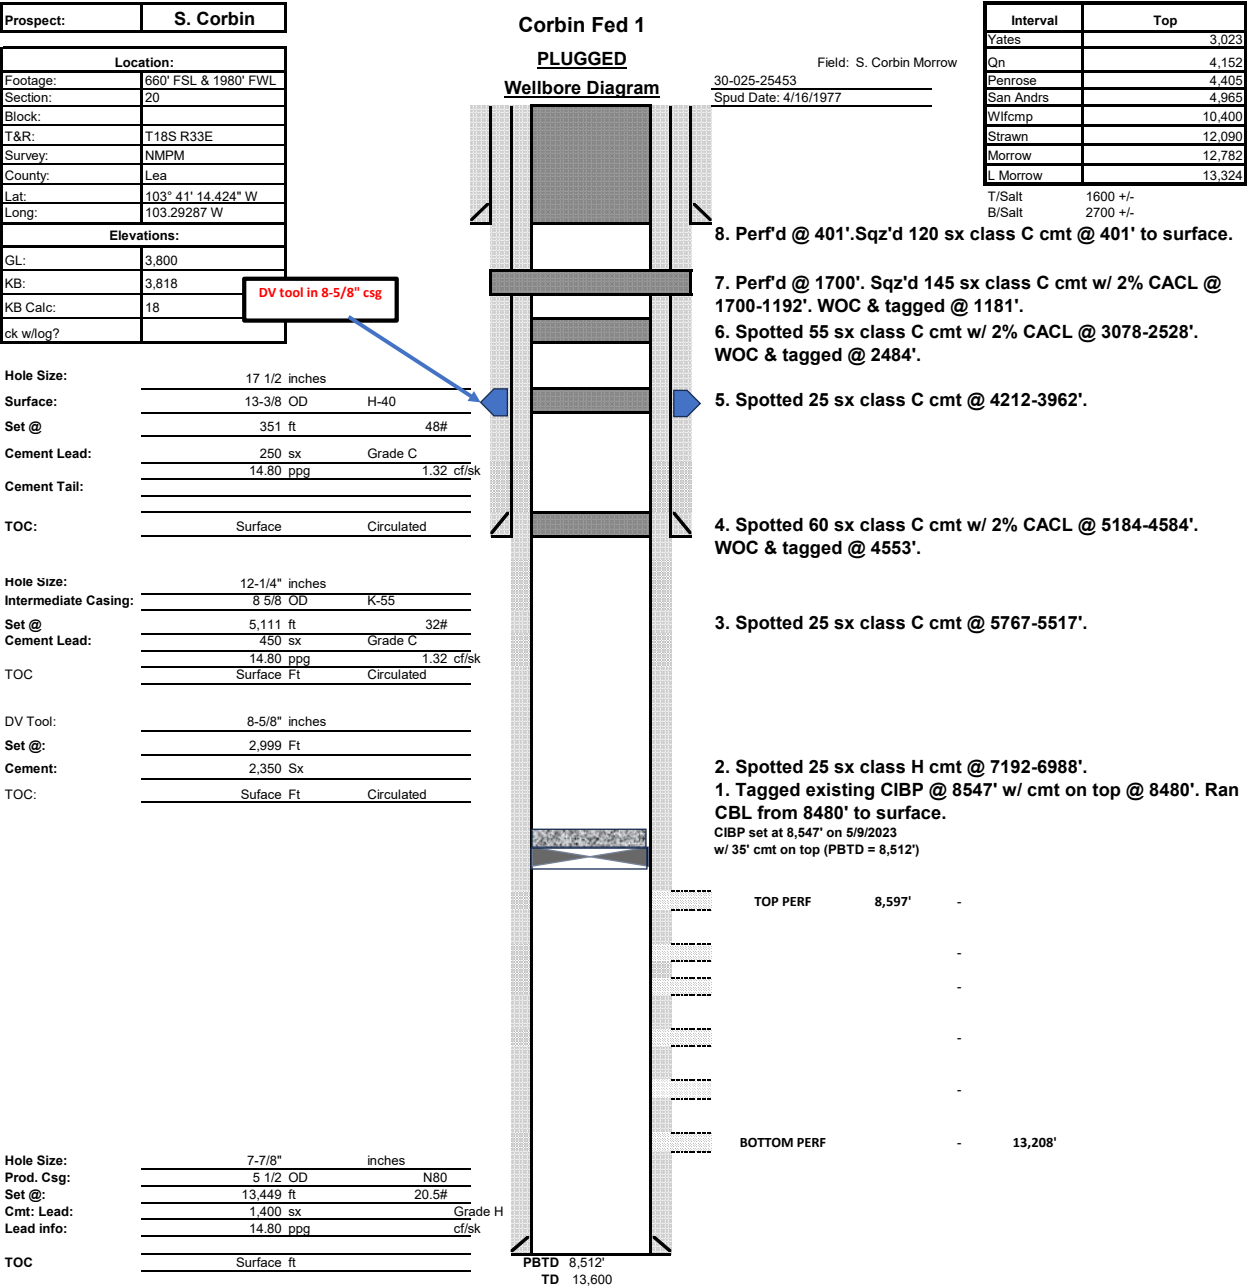 Prospect: S. Corbin
Corbin Fed 1
PLUGGED
Wellbore Diagram
Field: S. Corbin Morrow
30-025-25453
Spud Date: 4/16/1977
Interval Top
Yates 3,023
Qn 4,152
Penrose 4,405
San Andrs 4,965
Wlfcmp 10,400
Strawn 12,090
Morrow 12,782
L Morrow 13,324
T/Salt 1600 +/-
B/Salt 2700 +/-
Location:
Footage: 660' FSL & 1980' FWL
Section: 20
Block:
T&R: T18S R33E
Survey: NMPM
County: Lea
Lat: 103° 41' 14.424" W
Long: 103.29287 W
Elevations:
GL: 3,800
KB: 3,818
KB Calc: 18
ck w/log?
DV tool in 8-5/8" csg
8. Perf'd @ 401'.Sqz'd 120 sx class C cmt @ 401' to surface.
7. Perf'd @ 1700'. Sqz'd 145 sx class C cmt w/ 2% CACL @
1700-1192'. WOC & tagged @ 1181'.
6. Spotted 55 sx class C cmt w/ 2% CACL @ 3078-2528'.
WOC & tagged @ 2484'.
5. Spotted 25 sx class C cmt @ 4212-3962'.
4. Spotted 60 sx class C cmt w/ 2% CACL @ 5184-4584'.
WOC & tagged @ 4553'.
3. Spotted 25 sx class C cmt @ 5767-5517'.
2. Spotted 25 sx class H cmt @ 7192-6988'.
1. Tagged existing CIBP @ 8547' w/ cmt on top @ 8480'. Ran
CBL from 8480' to surface.
CIBP set at 8,547' on 5/9/2023
w/ 35' cmt on top (PBTD = 8,512')
TOP PERF 8,597' -
-
-
-
-
BOTTOM PERF - 13,208'
Hole Size: 17 1/2 inches
Surface: 13-3/8 OD H-40
Set @ 351 ft 48#
Cement Lead: 250 sx Grade C
14.80 ppg 1.32 cf/sk
Cement Tail:
TOC: Surface Circulated
Hole Size: 12-1/4" inches
Intermediate Casing: 8 5/8 OD K-55
Set @ 5,111 ft 32#
Cement Lead: 450 sx Grade C
14.80 ppg 1.32 cf/sk
TOC Surface Ft Circulated
DV Tool: 8-5/8" inches
Set @: 2,999 Ft
Cement: 2,350 Sx
TOC: Suface Ft Circulated
Hole Size: 7-7/8" inches
Prod. Csg: 5 1/2 OD N80
Set @: 13,449 ft 20.5#
Cmt: Lead: 1,400 sx Grade H
Lead info: 14.80 ppg cf/sk
TOC Surface ft
PBTD 8,512'
TD 13,600